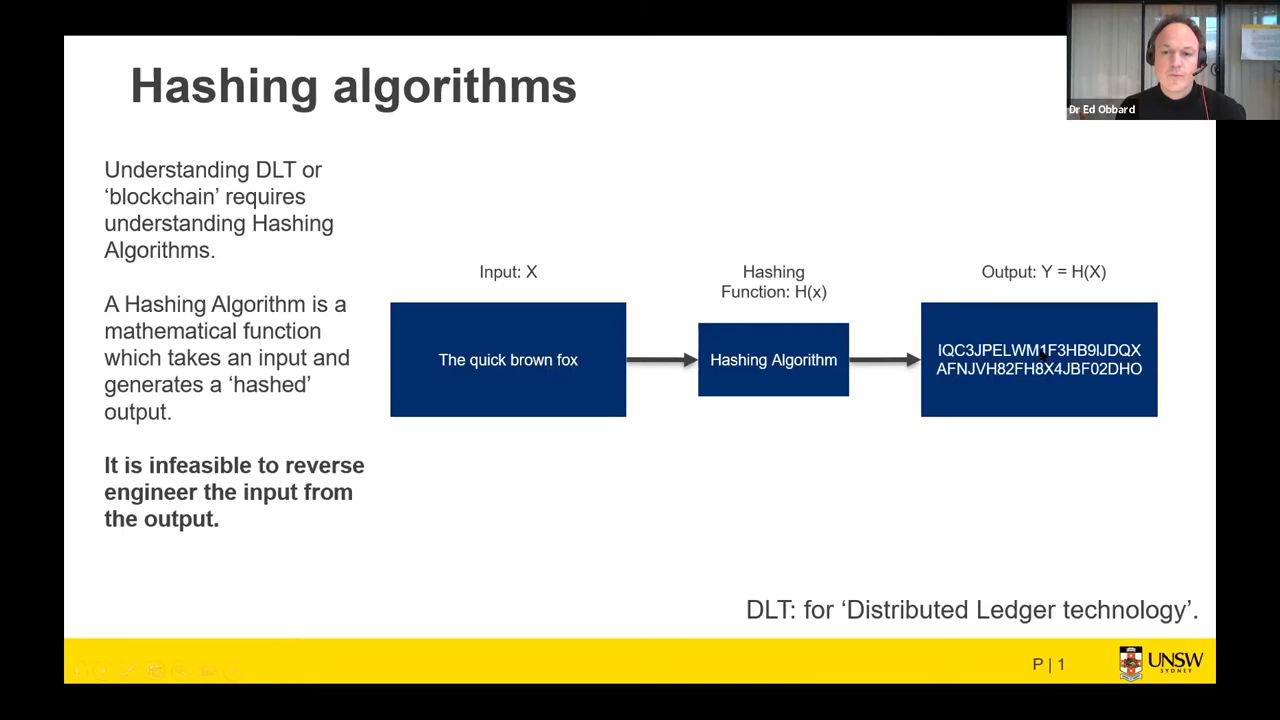 Hashing algorithms
Dr Ed Obbard
Understanding DLT or
‘blockchain’ requires
understanding Hashing
Algorithms.
A Hashing Algorithm is a
mathematical function
which takes an input and
generates a ‘hashed’
output.
It is infeasible to reverse
engineer the input from
the output.
Input: X
The quick brown fox
Hashing
Function: H(x)
Hashing Algorithm
Output: Y = H(X)
IQC3JPELWM1F3HB9IJDQX
AFNJVH82FH8X4JBF02DHO
DLT: for ‘Distributed Ledger technology’.
P | 1
UNSW
SYDNEY